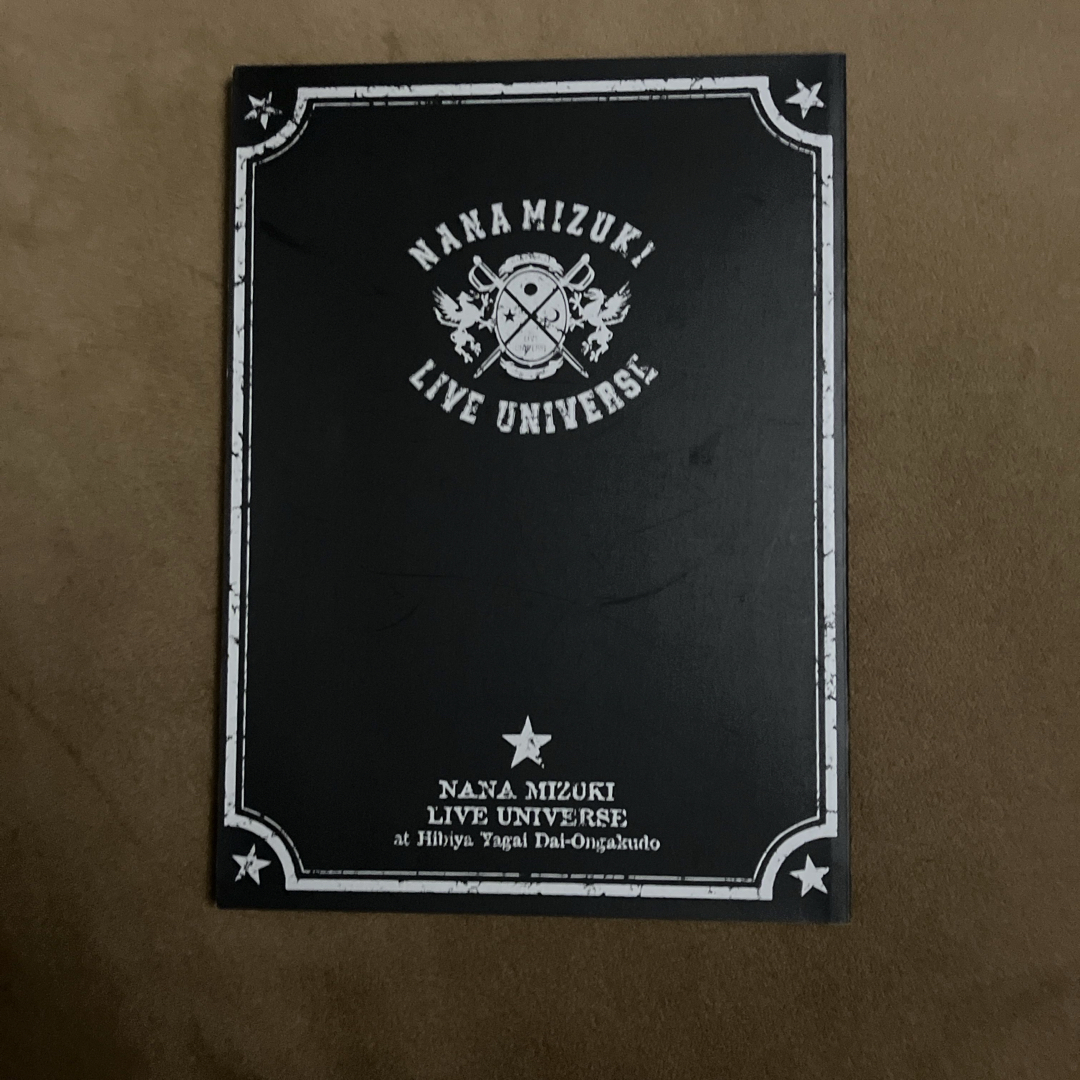 NANA MIZUKI
LIVE UNIVERSE
NANA MIZUKI
LIVE UNIVERSE
at Hibiya Yagai Dai-Ongakudo